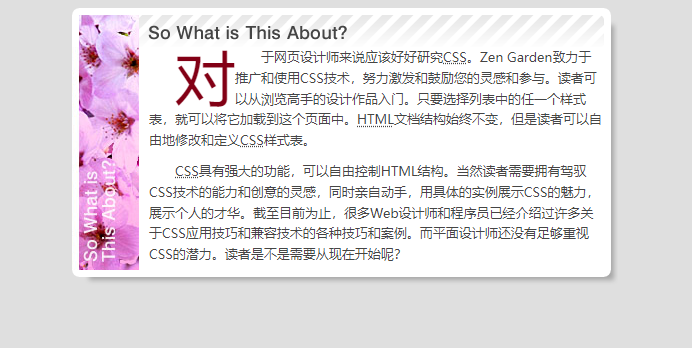 So What is This About?
对于网页设计师来说应该好好研究CSS。Zen Garden致力于
推广和使用CSS技术，努力激发和鼓励您的灵感和参与。读者可
以从浏览高手的设计作品入门。只要选择列表中的任一个样式
表，就可以将它加载到这个页面中。HTML文档结构始终不变，但是读者可以自
由地修改和定义CSS样式表。
CSS具有强大的功能，可以自由控制HTML结构。当然读者需要拥有驾驭
CSS技术的能力和创意的灵感，同时亲自动手，用具体的实例展示CSS的魅力，
展示个人的才华。截至目前为止，很多Web设计师和程序员已经介绍过许多关
于CSS应用技巧和兼容技术的各种技巧和案例。而平面设计师还没有足够重视
CSS的潜力。读者是不是需要从现在开始呢?
So What is
This About?